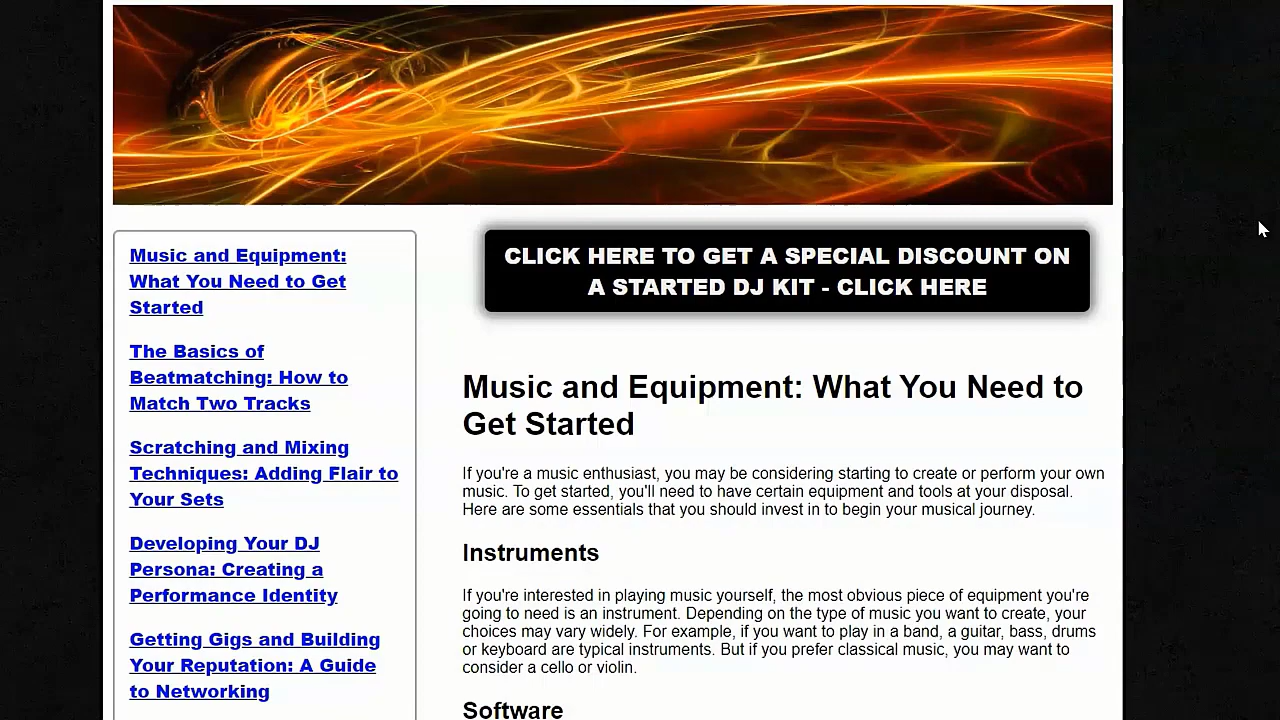 Music and Equipment:
What You Need to Get
Started
The Basics of
Beatmatching: How to
Match Two Tracks
Scratching and Mixing
Techniques: Adding Flair to
Your Sets
Developing Your DJ
Persona: Creating a
Performance Identity
Getting Gigs and Building
Your Reputation: A Guide
to Networking
CLICK HERE TO GET A SPECIAL DISCOUNT ON
A STARTED DJ KIT - CLICK HERE
Music and Equipment: What You Need to
Get Started
If you're a music enthusiast, you may be considering starting to create or perform your own
music. To get started, you'll need to have certain equipment and tools at your disposal.
Here are some essentials that you should invest in to begin your musical journey.
Instruments
If you're interested in playing music yourself, the most obvious piece of equipment you're
going to need is an instrument. Depending on the type of music you want to create, your
choices may vary widely. For example, if you want to play in a band, a guitar, bass, drums
or keyboard are typical instruments. But if you prefer classical music, you may want to
consider a cello or violin.
Software